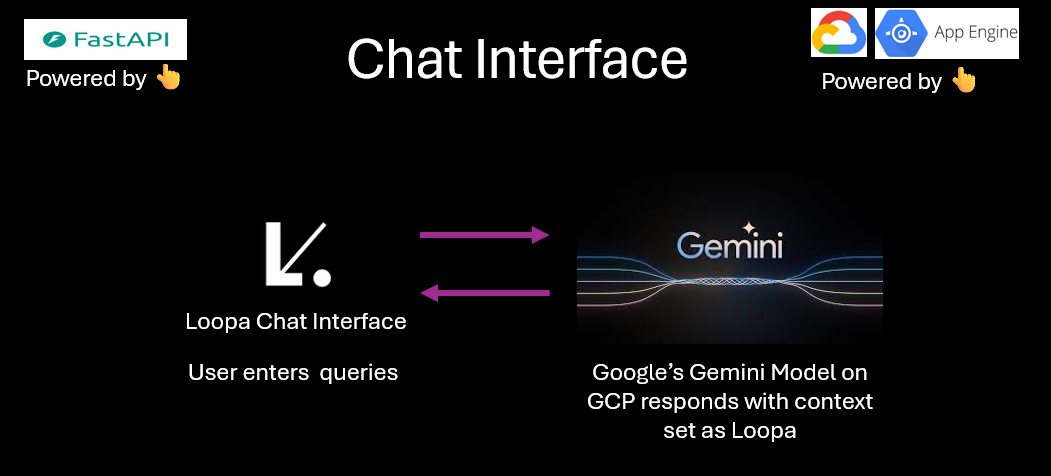 FastAPI
Powered by 👆
Chat Interface
App Engine
Powered by 👆
Gemini
Loopa Chat Interface
User enters  queries
Google’s Gemini Model on
GCP responds with context
set as Loopa